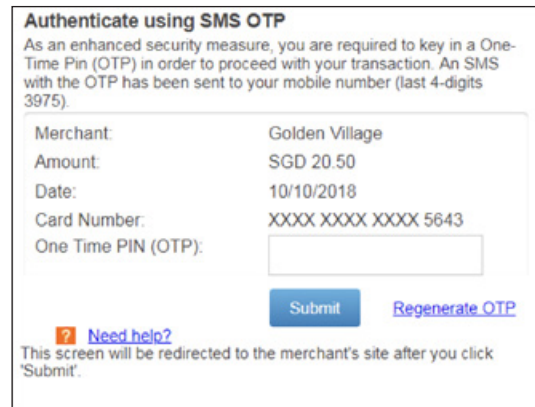 Authenticate using SMS OTP
As an enhanced security measure, you are required to key in a One-
Time Pin (OTP) in order to proceed with your transaction. An SMS
with the OTP has been sent to your mobile number (last 4-digits
3975).
Merchant: Golden Village
Amount: SGD 20.50
Date: 10/10/2018
Card Number: XXXX XXXX XXXX 5643
One Time PIN (OTP):
Submit Regenerate OTP
? Need help?
This screen will be redirected to the merchant's site after you click
'Submit'.